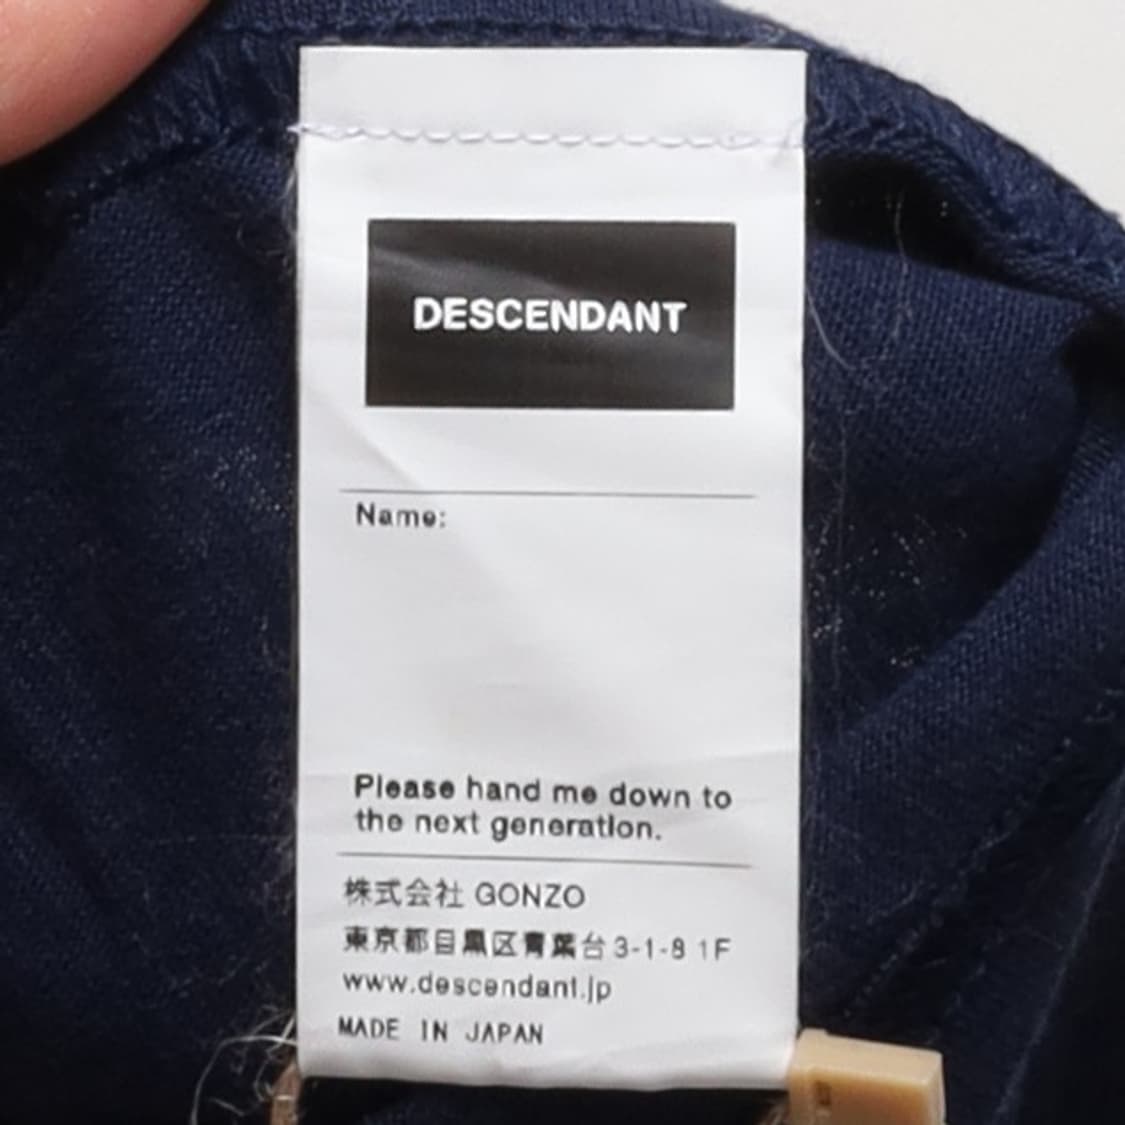 DESCENDANT
Name:
Please hand me down to
the next generation.
株式会社 GONZO
東京都目黒区青葉台 3-1-8 1F
www.descendant.jp
MADE IN JAPAN